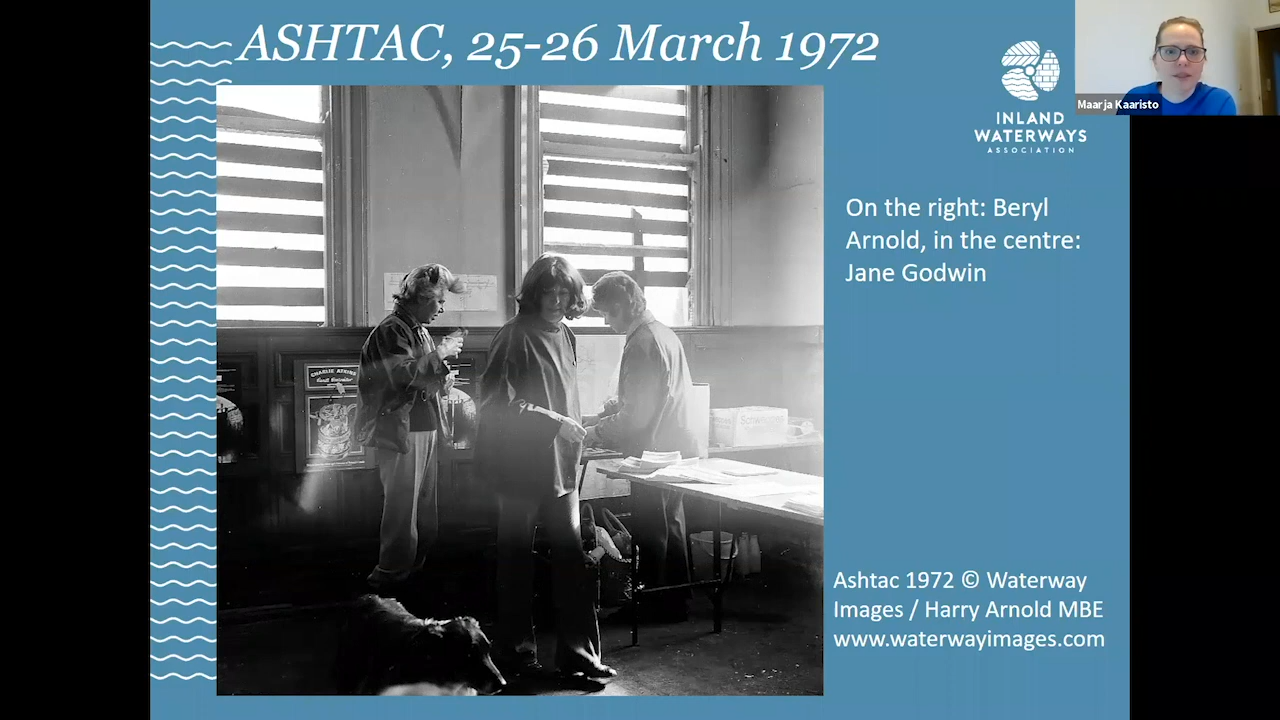 ASHTAC, 25-26 March 1972
Maarja Kaaristo
INLAND
WATERWAYS
ASSOCIATION
On the right: Beryl
Arnold, in the centre:
Jane Godwin
CHARLIE ATKINS
Ashtac 1972 © Waterway
Images / Harry Arnold MBE
www.waterwayimages.com